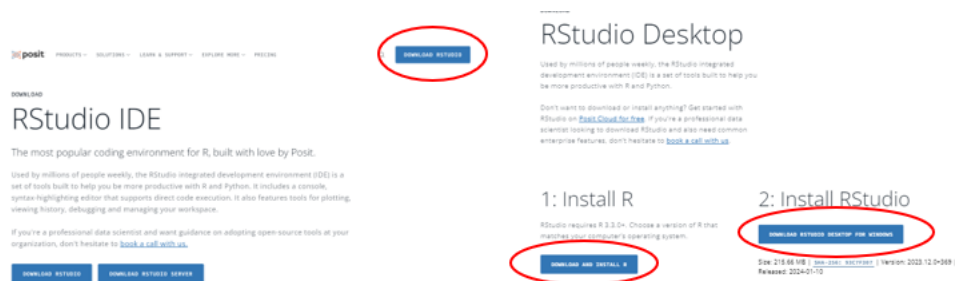 posit PRODUCTS SOLUTIONS LEARN & SUPPORT EXPLORE MORE PRICING DOWNLOAD RSTUDIO
DOWNLOAD
RStudio IDE
The most popular coding environment for R, built with love by Posit.
Used by millions of people weekly, the RStudio integrated development environment (IDE) is a
set of tools built to help you be more productive with R and Python. It includes a console,
syntax-highlighting editor that supports direct code execution. It also features tools for plotting,
viewing history, debugging and managing your workspace.
If you're a professional data scientist and want guidance on adopting open-source tools at your
organization, don't hesitate to book a call with us.
DOWNLOAD RSTUDIO DOWNLOAD RSTUDIO SERVER
RStudio Desktop
Used by millions of people weekly, the RStudio integrated
development environment (IDE) is a set of tools built to help you
be more productive with R and Python.
Don't want to download or install anything? Get started with
RStudio on Posit Cloud for free. If you're a professional data
scientist looking to download RStudio and also need common
enterprise features, don't hesitate to book a call with us.
1: Install R
RStudio requires R 3.3.0+. Choose a version of R that
matches your computer's operating system.
DOWNLOAD AND INSTALL R
2: Install RStudio
DOWNLOAD RSTUDIO DESKTOP FOR WINDOWS
Size: 215.66 MB | SHA-256: | Version: 2023.12.0+369 |
Released: 2024-01-10